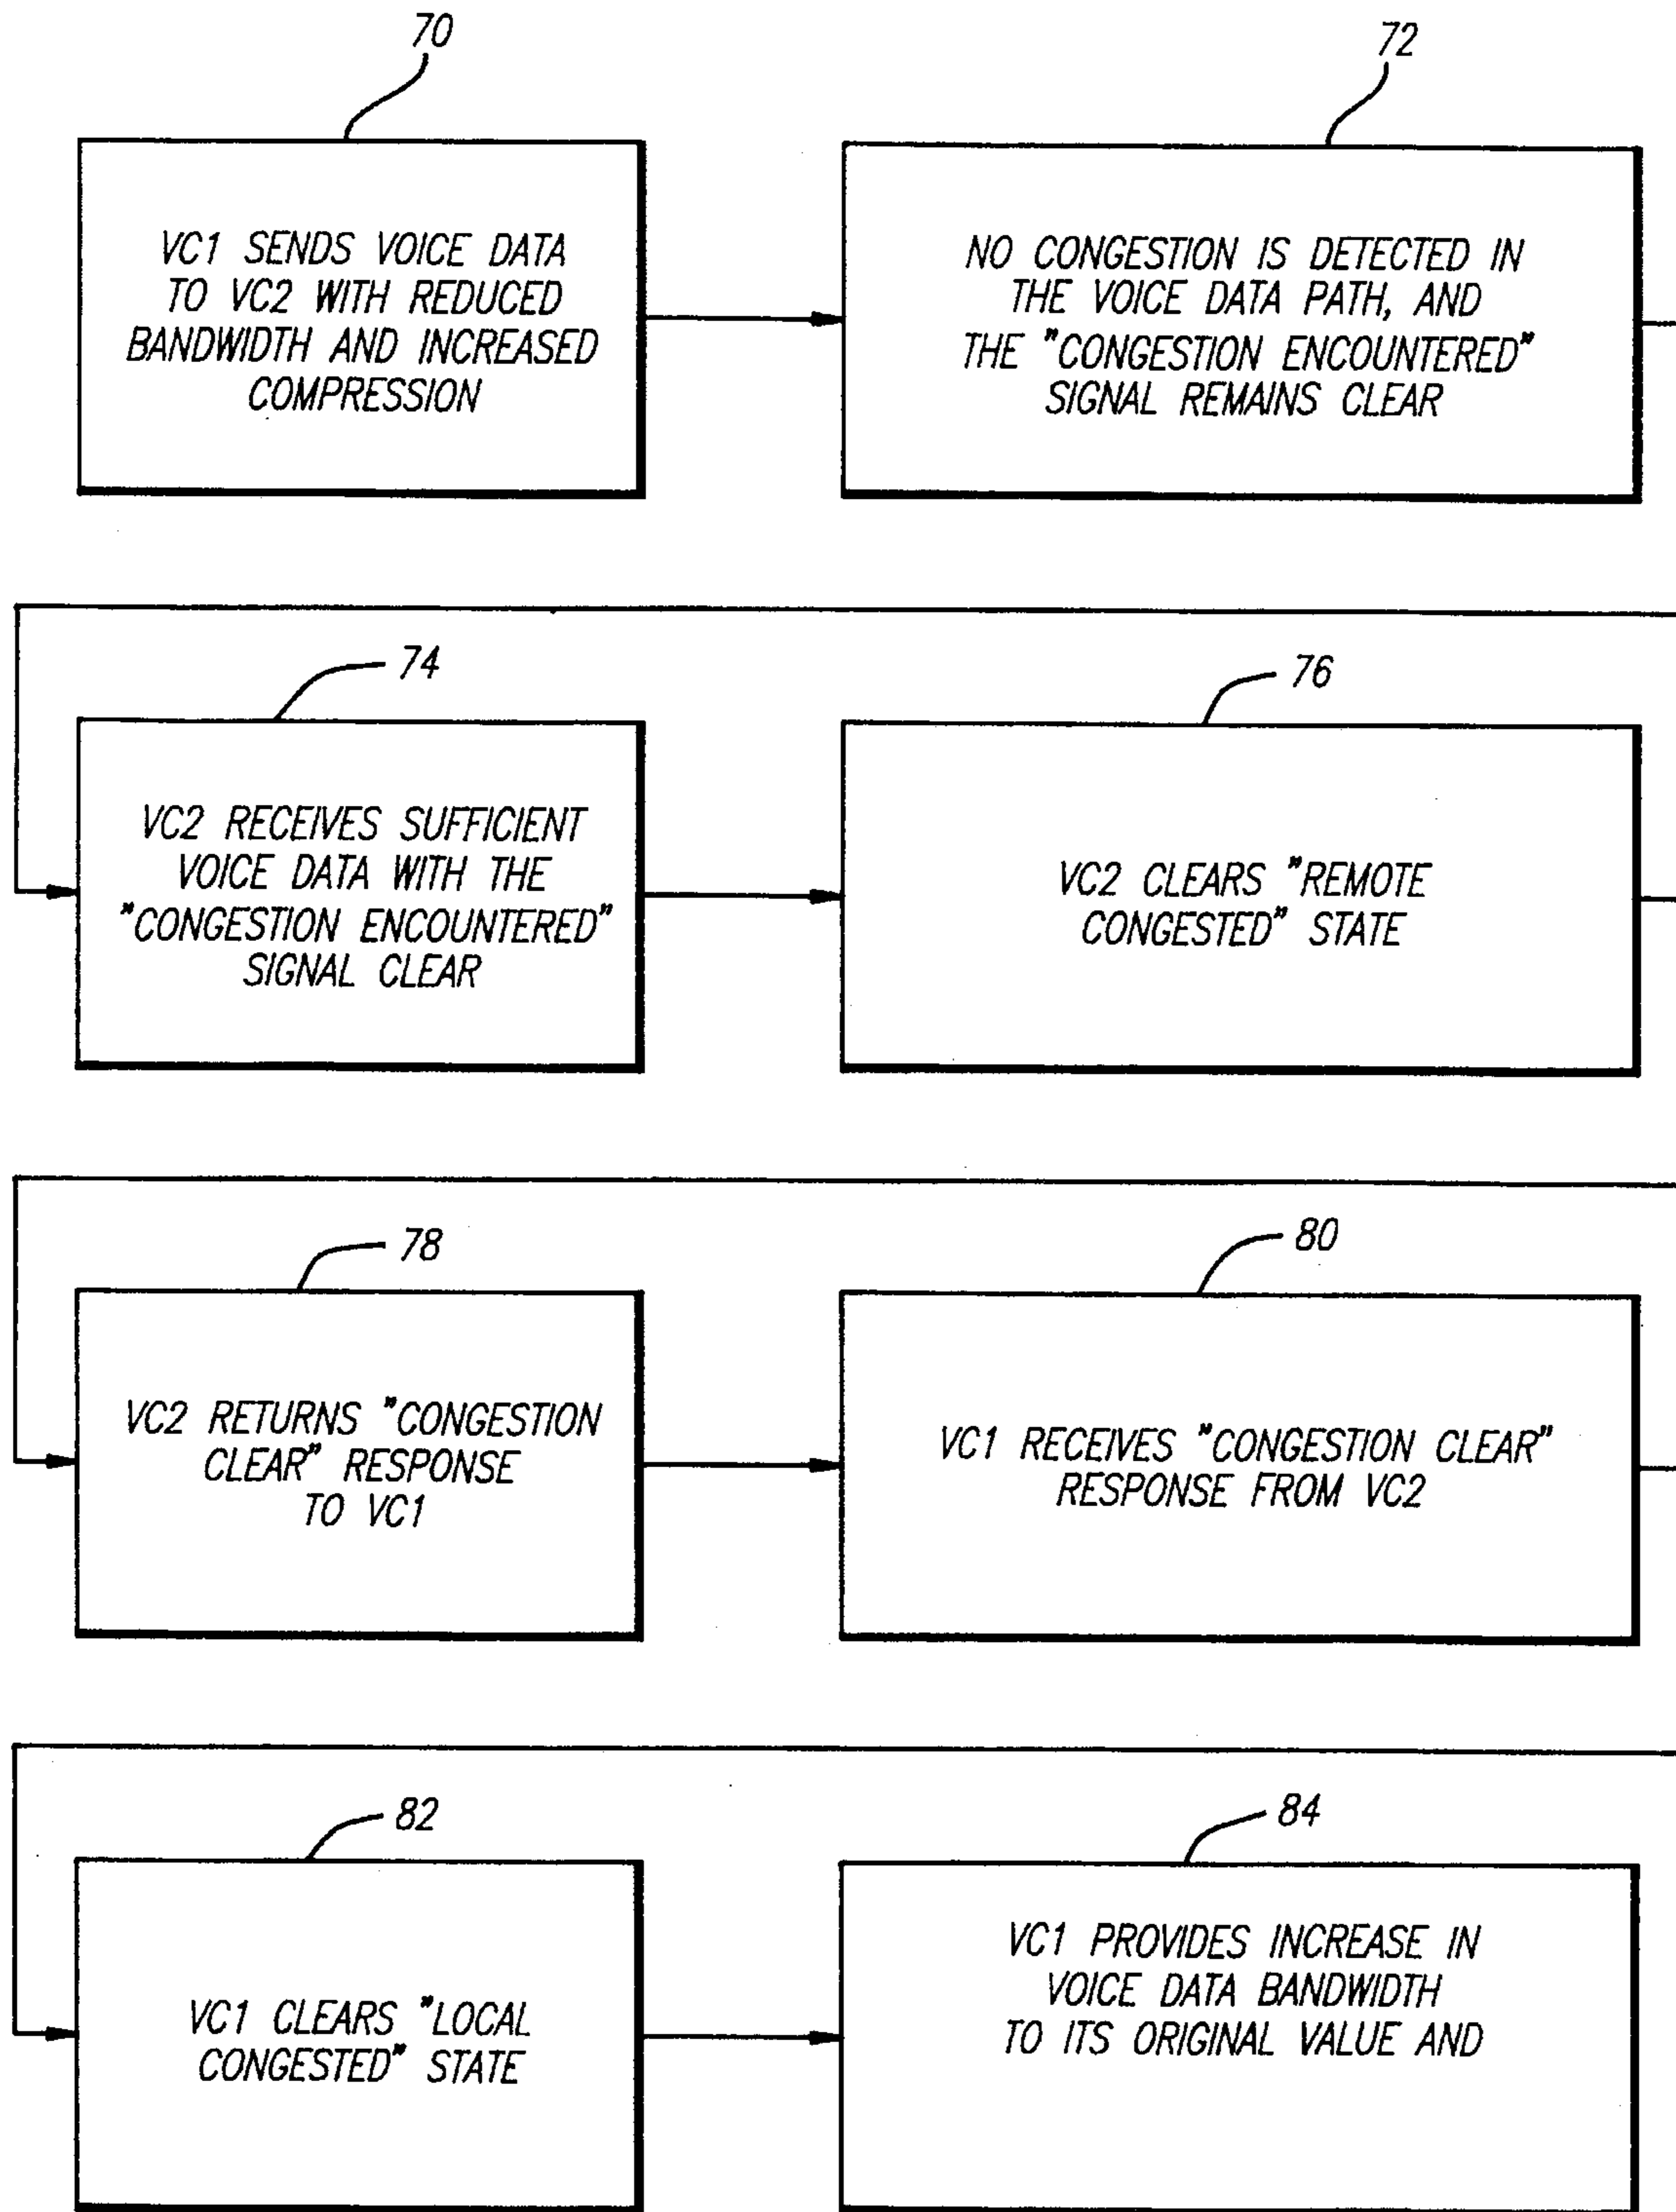 70
72
VC1 SENDS VOICE DATA
TO VC2 WITH REDUCED
BANDWIDTH AND INCREASED
COMPRESSION
NO CONGESTION IS DETECTED IN
THE VOICE DATA PATH, AND
THE "CONGESTION ENCOUNTERED"
SIGNAL REMAINS CLEAR
74
76
VC2 RECEIVES SUFFICIENT
VOICE DATA WITH THE
"CONGESTION ENCOUNTERED"
SIGNAL CLEAR
VC2 CLEARS "REMOTE
CONGESTED" STATE
78
80
VC2 RETURNS "CONGESTION
CLEAR" RESPONSE
TO VC1
VC1 RECEIVES "CONGESTION CLEAR"
RESPONSE FROM VC2
82
84
VC1 CLEARS "LOCAL
CONGESTED" STATE
VC1 PROVIDES INCREASE IN
VOICE DATA BANDWIDTH
TO ITS ORIGINAL VALUE AND